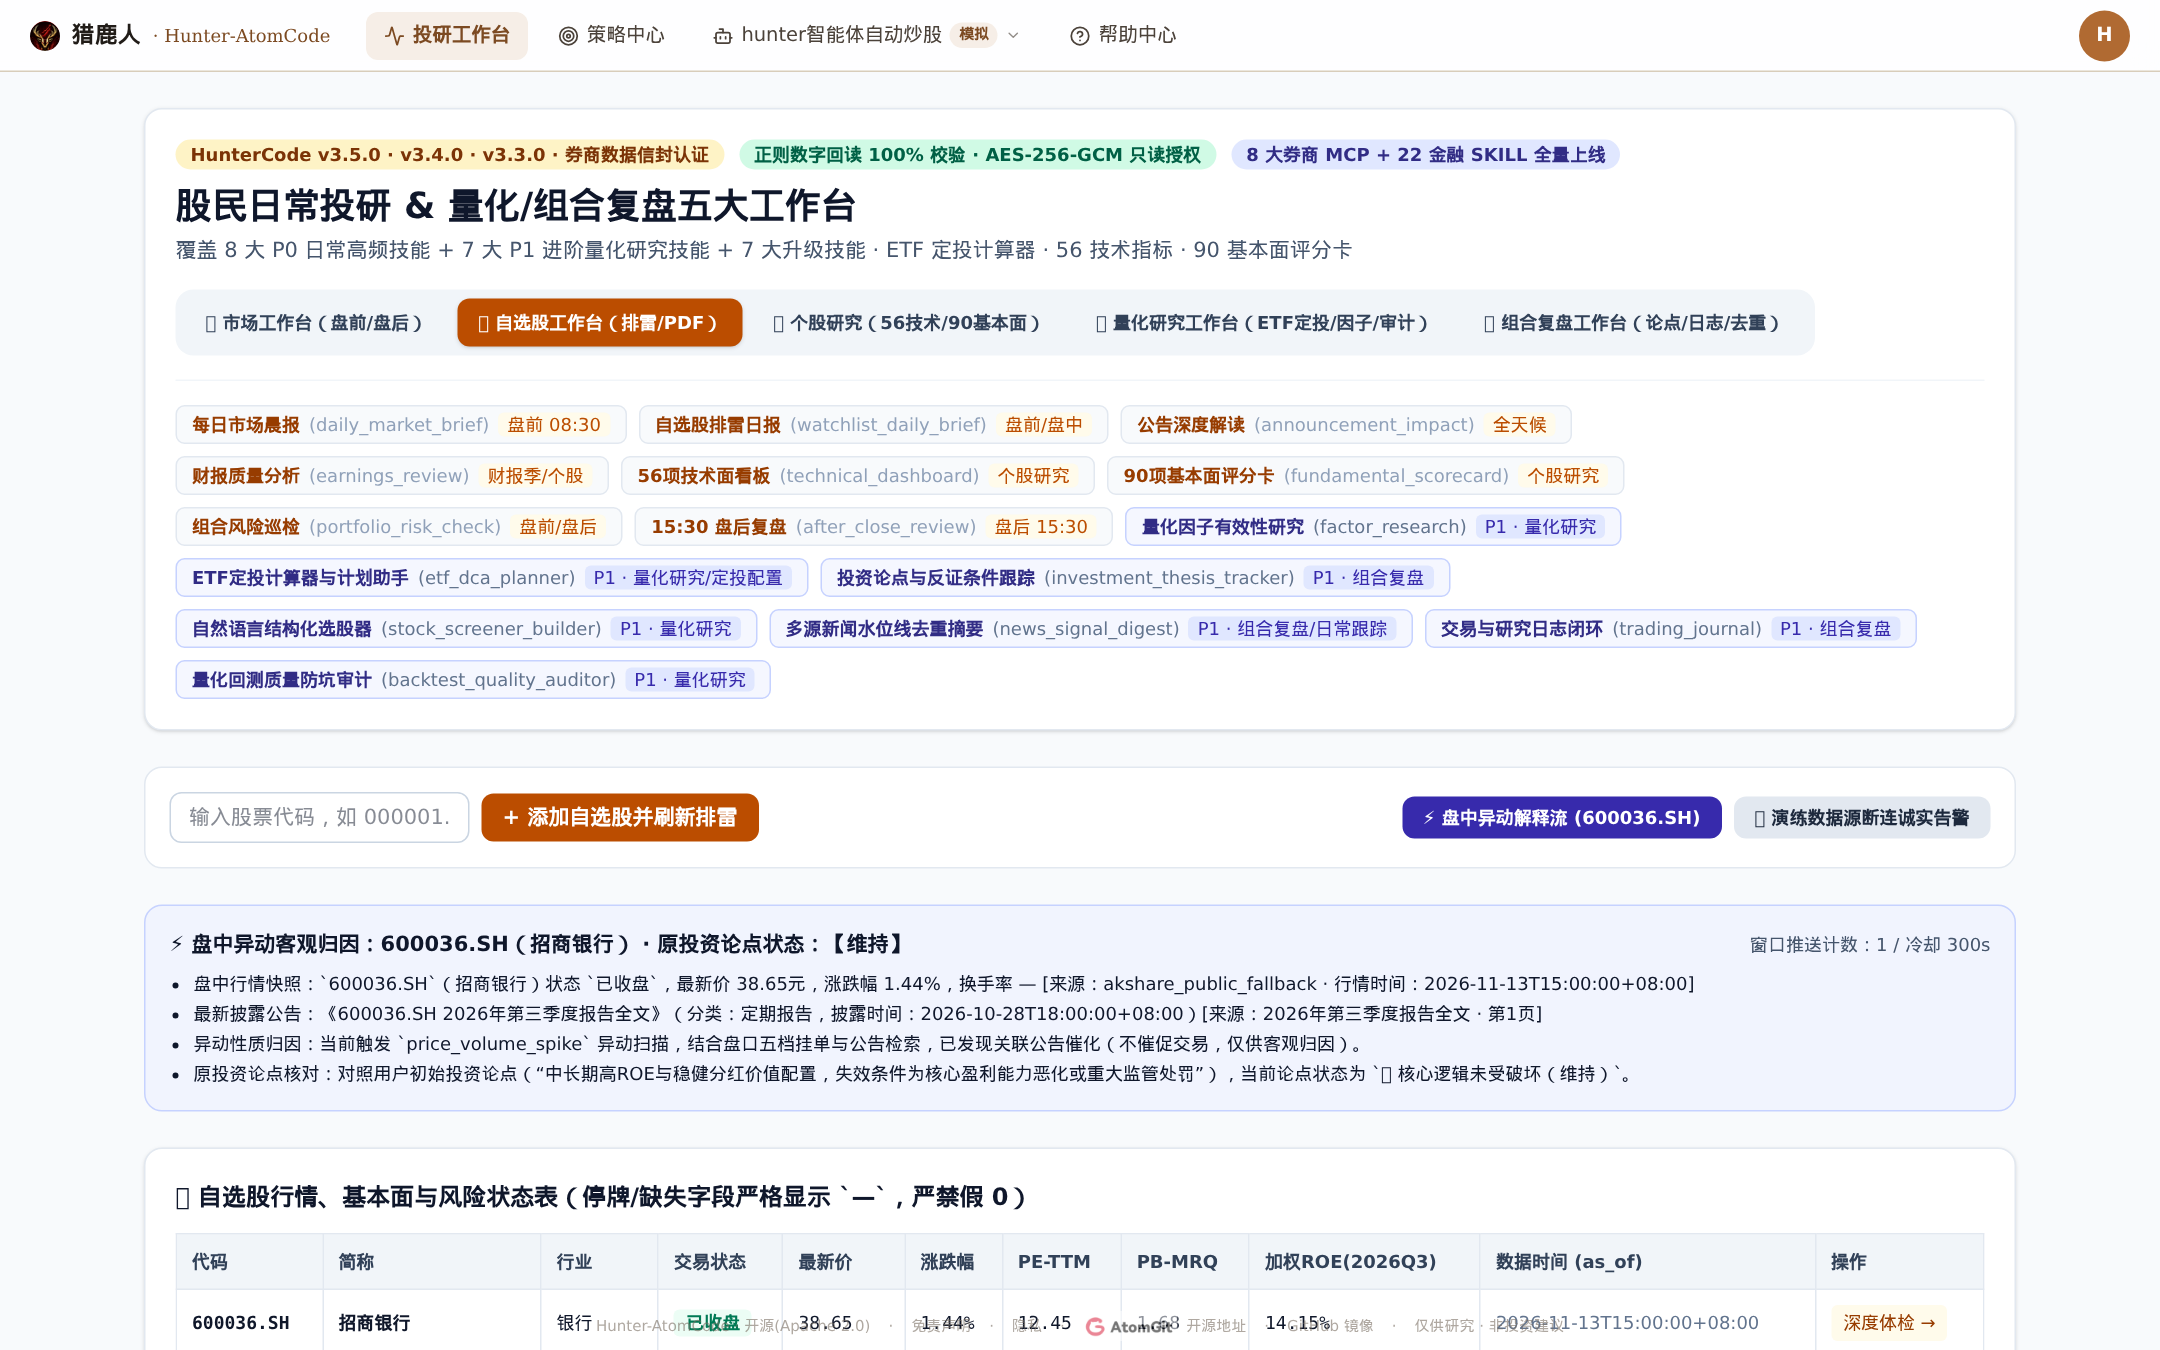 猎鹿人 · Hunter-AtomCode 投研工作台 策略中心 hunter智能体自动炒股 模拟 帮助中心 H
HunterCode v3.5.0 · v3.4.0 · v3.3.0 · 券商数据信封认证 正则数字回读 100% 校验 · AES-256-GCM 只读授权 8 大券商 MCP + 22 金融 SKILL 全量上线
股民日常投研 & 量化/组合复盘五大工作台
覆盖 8 大 P0 日常高频技能 + 7 大 P1 进阶量化研究技能 + 7 大升级技能 · ETF 定投计算器 · 56 技术指标 · 90 基本面评分卡
市场工作台（盘前/盘后） 自选股工作台（排雷/PDF） 个股研究（56技术/90基本面） 量化研究工作台（ETF定投/因子/审计） 组合复盘工作台（论点/日志/去重）
每日市场晨报 (daily_market_brief) 盘前 08:30 自选股排雷日报 (watchlist_daily_brief) 盘前/盘中 公告深度解读 (announcement_impact) 全天候
财报质量分析 (earnings_review) 财报季/个股 56项技术面看板 (technical_dashboard) 个股研究 90项基本面评分卡 (fundamental_scorecard) 个股研究
组合风险巡检 (portfolio_risk_check) 盘前/盘后 15:30 盘后复盘 (after_close_review) 盘后 15:30 量化因子有效性研究 (factor_research) P1 · 量化研究
ETF定投计算器与计划助手 (etf_dca_planner) P1 · 量化研究/定投配置 投资论点与反证条件跟踪 (investment_thesis_tracker) P1 · 组合复盘
自然语言结构化选股器 (stock_screener_builder) P1 · 量化研究 多源新闻水位线去重摘要 (news_signal_digest) P1 · 组合复盘/日常跟踪 交易与研究日志闭环 (trading_journal) P1 · 组合复盘
量化回测质量防坑审计 (backtest_quality_auditor) P1 · 量化研究
输入股票代码，如 000001. + 添加自选股并刷新排雷 ⚡ 盘中异动解释流 (600036.SH) 演练数据源断连诚实告警
⚡ 盘中异动客观归因：600036.SH（招商银行）· 原投资论点状态：【维持】 窗口推送计数：1 / 冷却 300s
• 盘中行情快照：`600036.SH`（招商银行）状态 `已收盘`，最新价 38.65元，涨跌幅 1.44%，换手率 — [来源：akshare_public_fallback · 行情时间：2026-11-13T15:00:00+08:00]
• 最新披露公告：《600036.SH 2026年第三季度报告全文》（分类：定期报告，披露时间：2026-10-28T18:00:00+08:00）[来源：2026年第三季度报告全文 · 第1页]
• 异动性质归因：当前触发 `price_volume_spike` 异动扫描，结合盘口五档挂单与公告检索，已发现关联公告催化（不催促交易，仅供客观归因）。
• 原投资论点核对：对照用户初始投资论点（“中长期高ROE与稳健分红价值配置，失效条件为核心盈利能力恶化或重大监管处罚”），当前论点状态为 ` 核心逻辑未受破坏（维持）`。
自选股行情、基本面与风险状态表（停牌/缺失字段严格显示 `—`，严禁假 0）
代码 简称 行业 交易状态 最新价 涨跌幅 PE-TTM PB-MRQ 加权ROE(2026Q3) 数据时间 (as_of) 操作
600036.SH 招商银行 银行 已收盘 38.65 1.44% 12.45 1.68 14.15% 2026-11-13T15:00:00+08:00 深度体检 →
Hunter-AtomCode 开源(Apache 2.0) · 免责声明 · AtomGit 开源地址 GitHub 镜像 · 仅供研究 · 非投资建议